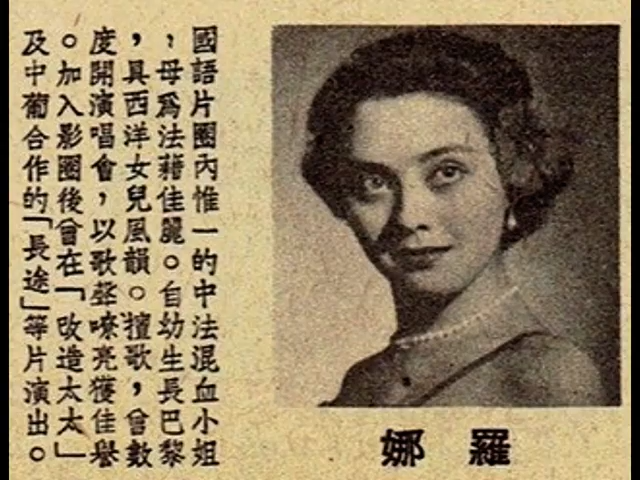 國語片圈內惟一的中法混血小姐
，母爲法藉佳麗。自幼生長巴黎
，具西洋女兒風韻。擅歌，曾數
度開演唱會，以歌聲嘹亮獲佳譽
。加入影圈後曾在「改造太太」
及中葡合作的「長途」等片演出。
羅娜